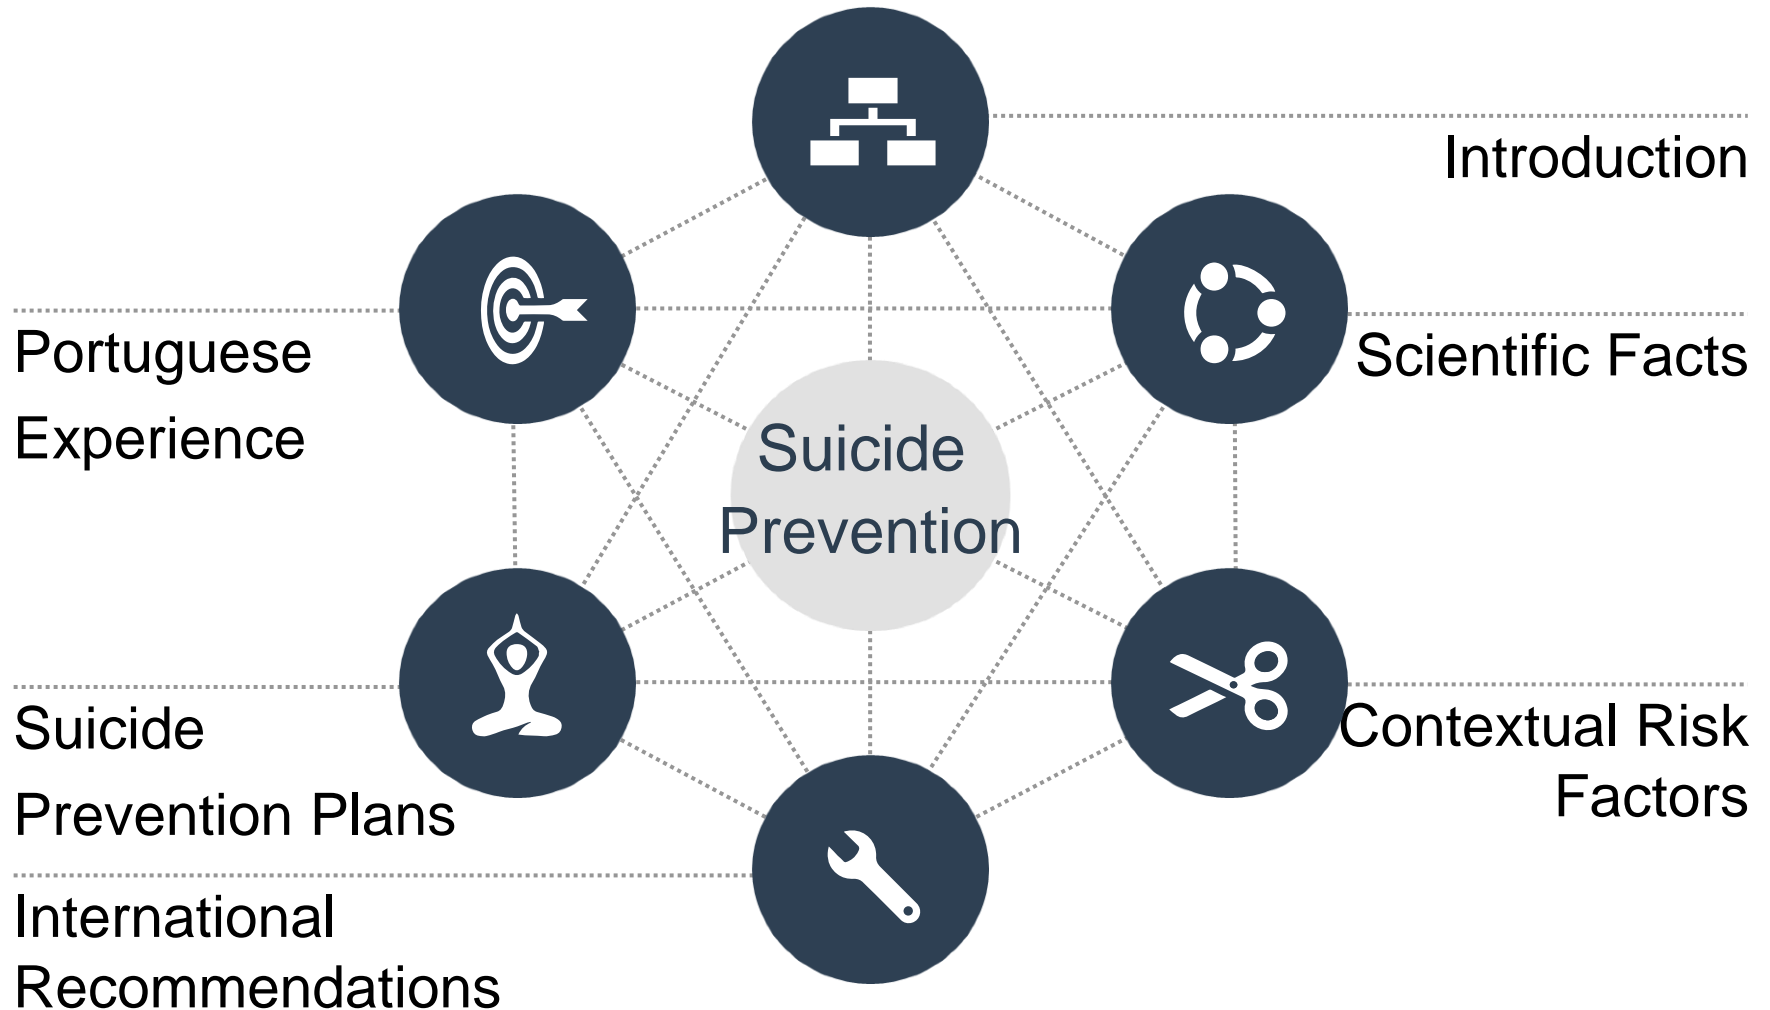 Introduction
Scientific Facts
Contextual Risk
Factors
International
Recommendations
Suicide
Prevention Plans
Portuguese
Experience
Suicide
Prevention